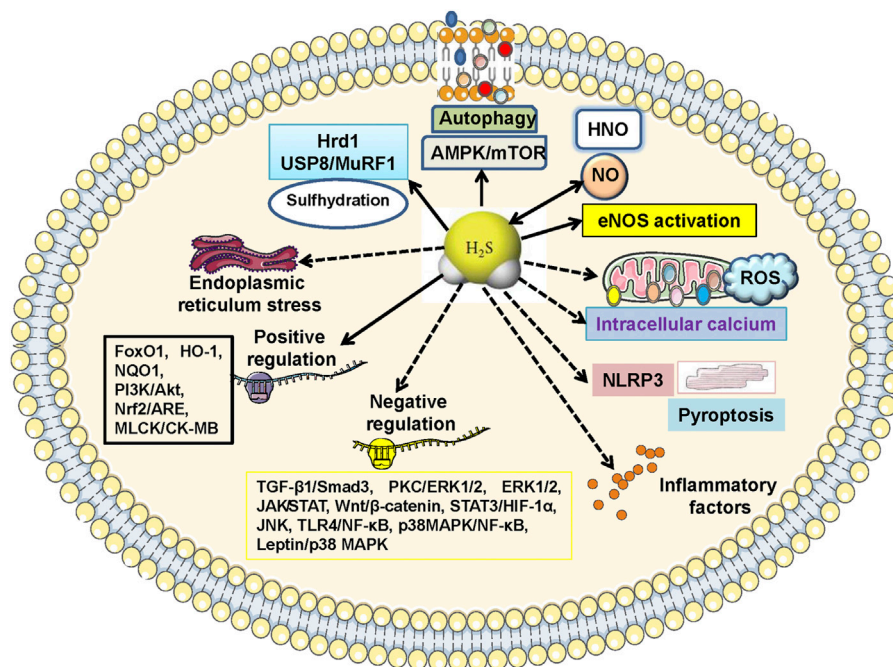 Autophagy
AMPK/mTOR
HNO
NO
Hrd1
USP8/MuRF1
Sulfhydration
H₂S
eNOS activation
Endoplasmic
reticulum stress
ROS
Intracellular calcium
Positive
regulation
FoxO1, HO-1,
NQO1,
PI3K/Akt,
Nrf2/ARE,
MLCK/CK-MB
NLRP3
Pyroptosis
Negative
regulation
TGF-β1/Smad3, PKC/ERK1/2, ERK1/2,
JAK/STAT, Wnt/β-catenin, STAT3/HIF-1α,
JNK, TLR4/NF-κB, p38MAPK/NF-κB,
Leptin/p38 MAPK
Inflammatory
factors